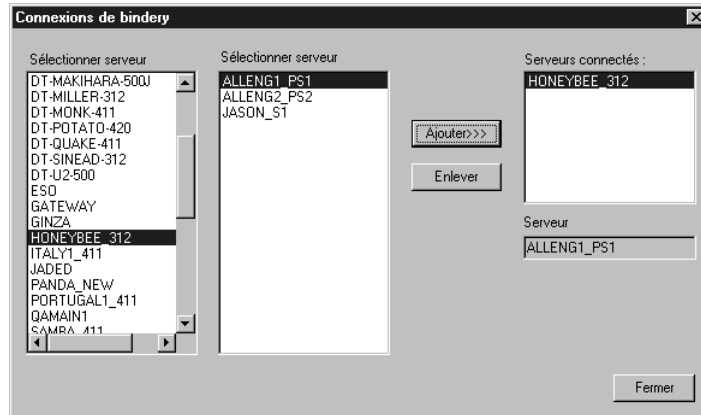 Connexions de bindery
Sélectionner serveur
DT-MAKIHARA-500J
DT-MILLER-312
DT-MONK-411
DT-POTATO-420
DT-QUAKE-411
DT-SINEAD-312
DT-U2-500
ESO
GATEWAY
GINZA
HONEYBEE_312
ITALY1_411
JADED
PANDA_NEW
PORTUGAL1_411
QAMAIN1
SAMBA_411
Sélectionner serveur
ALLENG1_PS1
ALLENG2_PS2
JASON_S1
Ajouter>>>
Enlever
Serveurs connectés :
HONEYBEE_312
Serveur
ALLENG1_PS1
Fermer